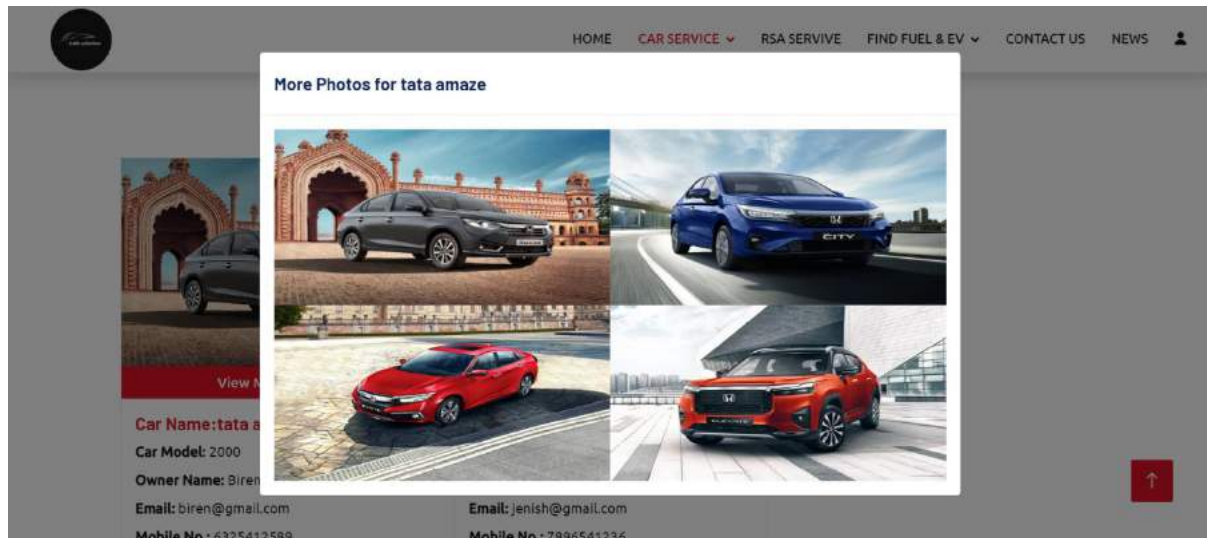 HOME CAR SERVICE RSA SERVIVE FIND FUEL & EV CONTACT US NEWS
More Photos for tata amaze
CITY
ELEVATE
View M
Car Name:tata a
Car Model: 2000
Owner Name: Biren
Email: biren@gmail.com
Email: jenish@gmail.com
Mobile No : 6325412589
Mobile No : 7896541236